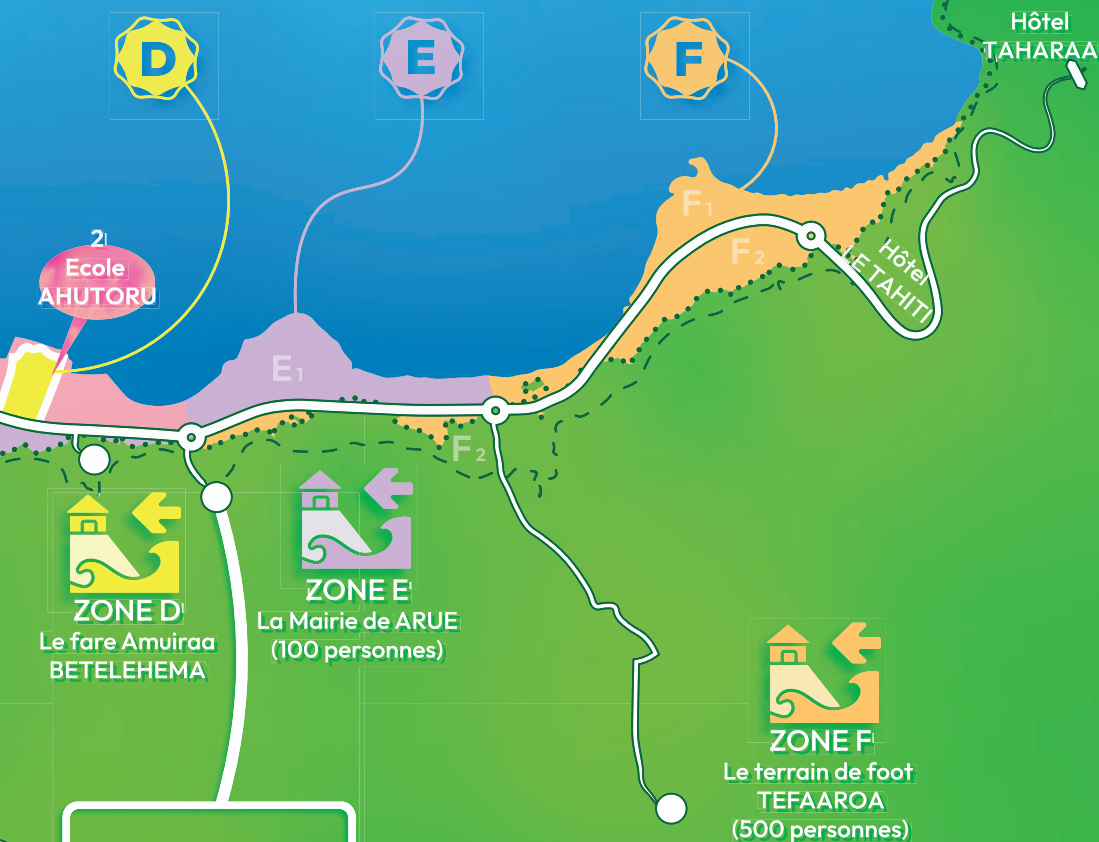 D
E
F
Hôtel
TAHARAA
F1
F2
Hôtel
LE TAHITI
2
Ecole
AHUTORU
E1
F2
ZONE D
Le fare Amuiraa
BETELEHEMA
ZONE E
La Mairie de ARUE
(100 personnes)
ZONE F
Le terrain de foot
TEFAAROA
(500 personnes)